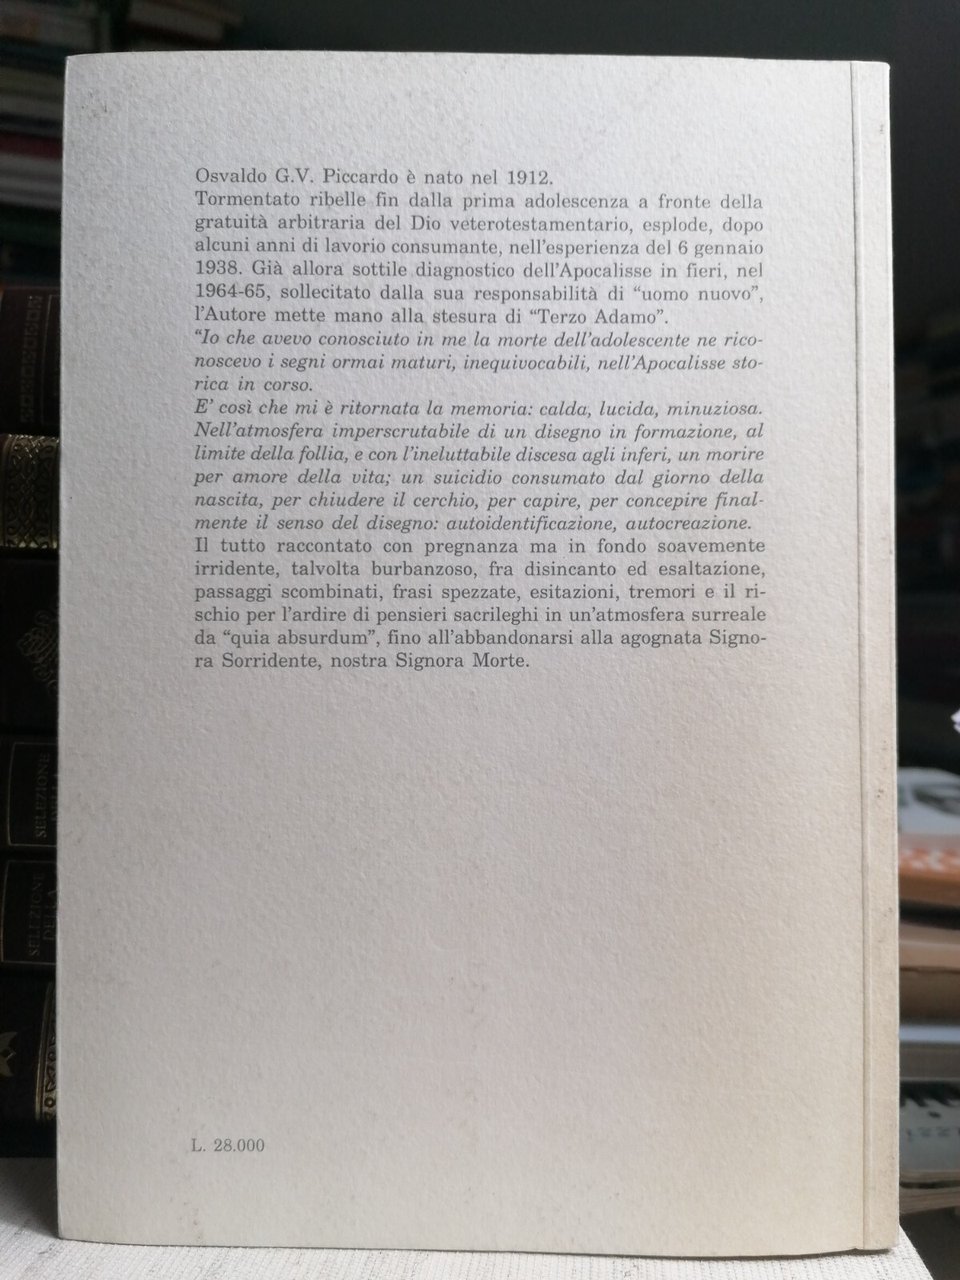 Osvaldo G.V. Piccardo è nato nel 1912.
Tormentato ribelle fin dalla prima adolescenza a fronte della
gratuità arbitraria del Dio veterotestamentario, esplode, dopo
alcuni anni di lavorio consumante, nell'esperienza del 6 gennaio
1938. Già allora sottile diagnostico dell'Apocalisse in fieri, nel
1964-65, sollecitato dalla sua responsabilità di "uomo nuovo",
l'Autore mette mano alla stesura di "Terzo Adamo".
"Io che avevo conosciuto in me la morte dell'adolescente ne rico-
noscevo i segni ormai maturi, inequivocabili, nell'Apocalisse sto-
rica in corso.
E' così che mi è ritornata la memoria: calda, lucida, minuziosa.
Nell'atmosfera imperscrutabile di un disegno in formazione, al
limite della follia, e con l'ineluttabile discesa agli inferi, un morire
per amore della vita; un suicidio consumato dal giorno della
nascita, per chiudere il cerchio, per capire, per concepire final-
mente il senso del disegno: autoidentificazione, autocreazione.
Il tutto raccontato con pregnanza ma in fondo soavemente
irridente, talvolta burbanzoso, fra disincanto ed esaltazione,
passaggi scombinati, frasi spezzate, esitazioni, tremori e il ri-
schio per l'ardire di pensieri sacrileghi in un'atmosfera surreale
da "quia absurdum", fino all'abbandonarsi alla agognata Signo-
ra Sorridente, nostra Signora Morte.
L. 28.000
SELEZIONE
SELEZIONE
DELLA